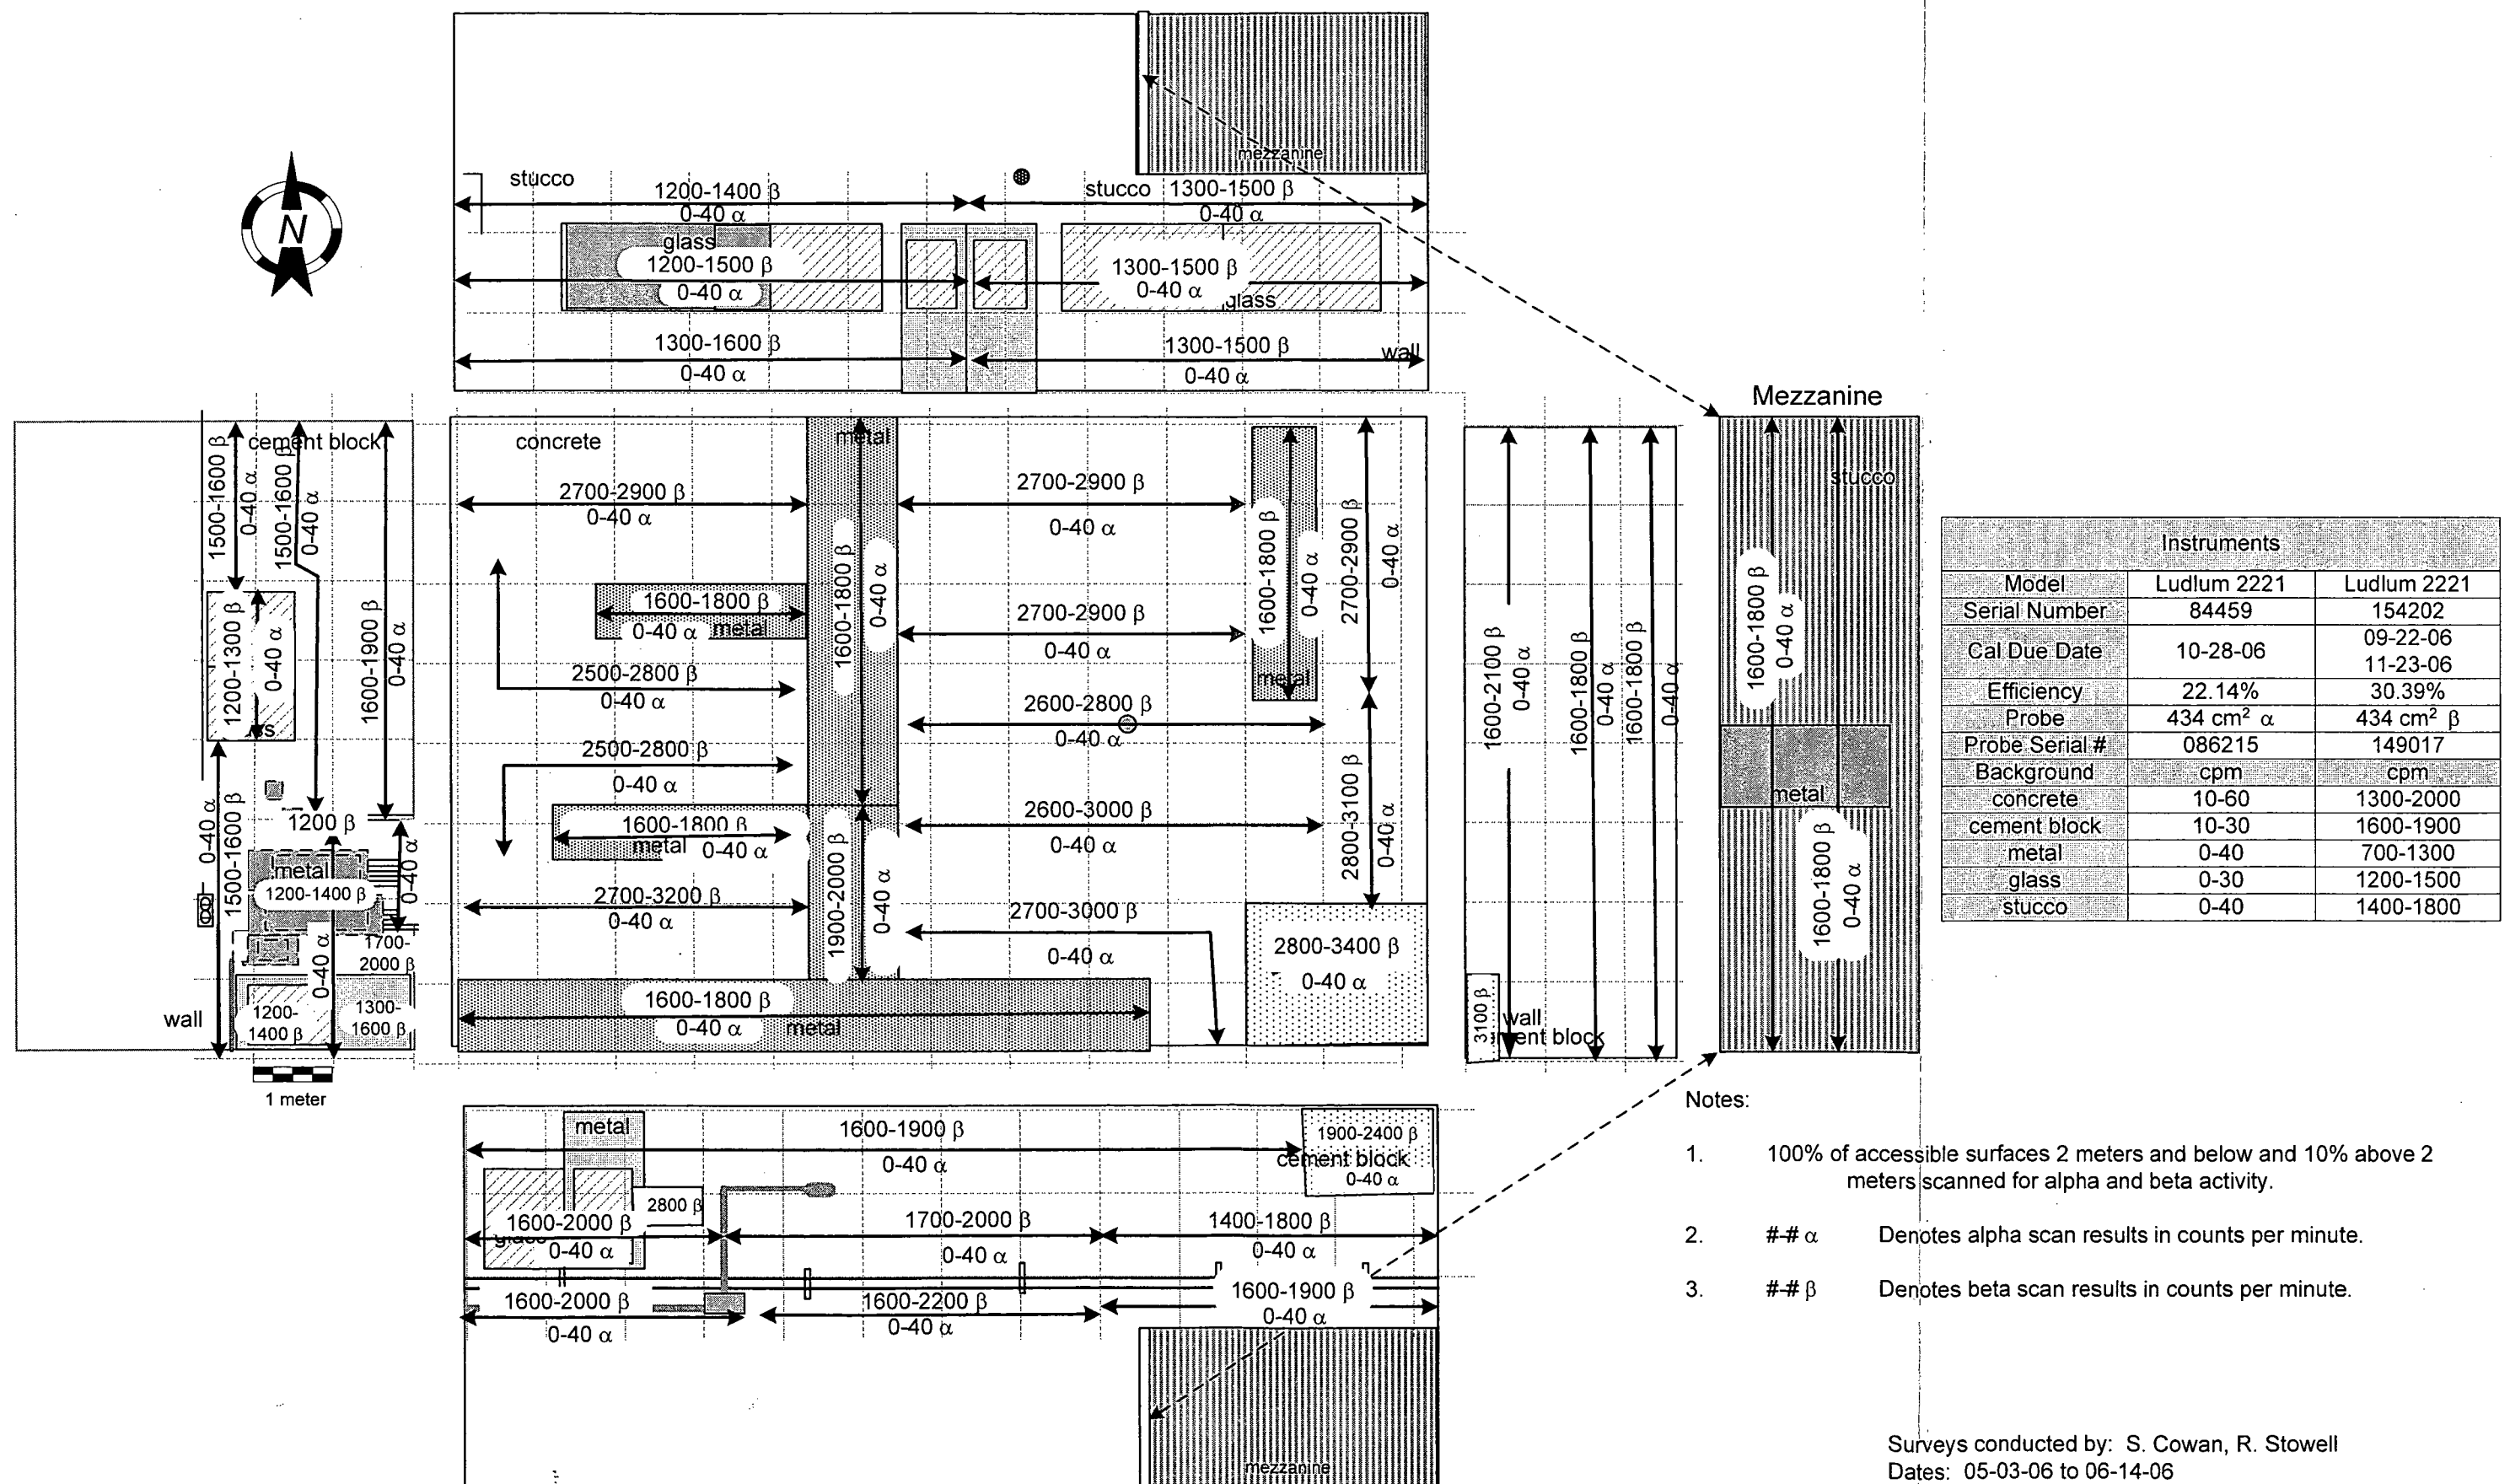 mezzanine
stucco
1200-1400 β
0-40 α
stucco
1300-1500 β
0-40 α
N
glass
1200-1500 β
0-40 α
1300-1500 β
0-40 α
glass
1300-1600 β
0-40 α
1300-1500 β
0-40 α
wall
Mezzanine
cement block
1500-1600 β
0-40 α
1500-1600 β
0-40 α
1600-1900 β
0-40 α
1200-1300 β
0-40 α
1200 β
0-40 α
1500-1600 β
metal
1200-1400 β
0-40 α
0-40 α
1700-
2000 β
1200-
1400 β
1300-
1600 β
wall
1 meter
concrete
metal
2700-2900 β
0-40 α
2700-2900 β
0-40 α
1600-1800 β
0-40 α
1600-1800 β
0-40 α
metal
2700-2900 β
0-40 α
1600-1800 β
0-40 α
metal
2700-2900 β
0-40 α
2500-2800 β
0-40 α
2600-2800 β
0-40 α
2500-2800 β
0-40 α
1600-1800 β
metal
0-40 α
2600-3000 β
0-40 α
2800-3100 β
0-40 α
1900-2000 β
0-40 α
2700-3200 β
0-40 α
2700-3000 β
0-40 α
2800-3400 β
0-40 α
1600-1800 β
0-40 α
metal
1600-2100 β
0-40 α
1600-1800 β
0-40 α
1600-1800 β
0-40 α
3100 β
wall
ment block
stucco
1600-1800 β
0-40 α
metal
1600-1800 β
0-40 α
Instruments
Model Ludlum 2221 Ludlum 2221
Serial Number 84459 154202
Cal Due Date 10-28-06 09-22-06
11-23-06
Efficiency 22.14% 30.39%
Probe 434 cm² α 434 cm² β
Probe Serial # 086215 149017
Background cpm cpm
concrete 10-60 1300-2000
cement block 10-30 1600-1900
metal 0-40 700-1300
glass 0-30 1200-1500
stucco 0-40 1400-1800
metal
1600-1900 β
0-40 α
1900-2400 β
cement block
0-40 α
2800 β
1600-2000 β
0-40 α
1700-2000 β
0-40 α
1400-1800 β
0-40 α
1600-2000 β
0-40 α
1600-2200 β
0-40 α
1600-1900 β
0-40 α
mezzanine
Notes:
1. 100% of accessible surfaces 2 meters and below and 10% above 2
meters scanned for alpha and beta activity.
2. #-# α Denotes alpha scan results in counts per minute.
3. #-# β Denotes beta scan results in counts per minute.
Surveys conducted by: S. Cowan, R. Stowell
Dates: 05-03-06 to 06-14-06